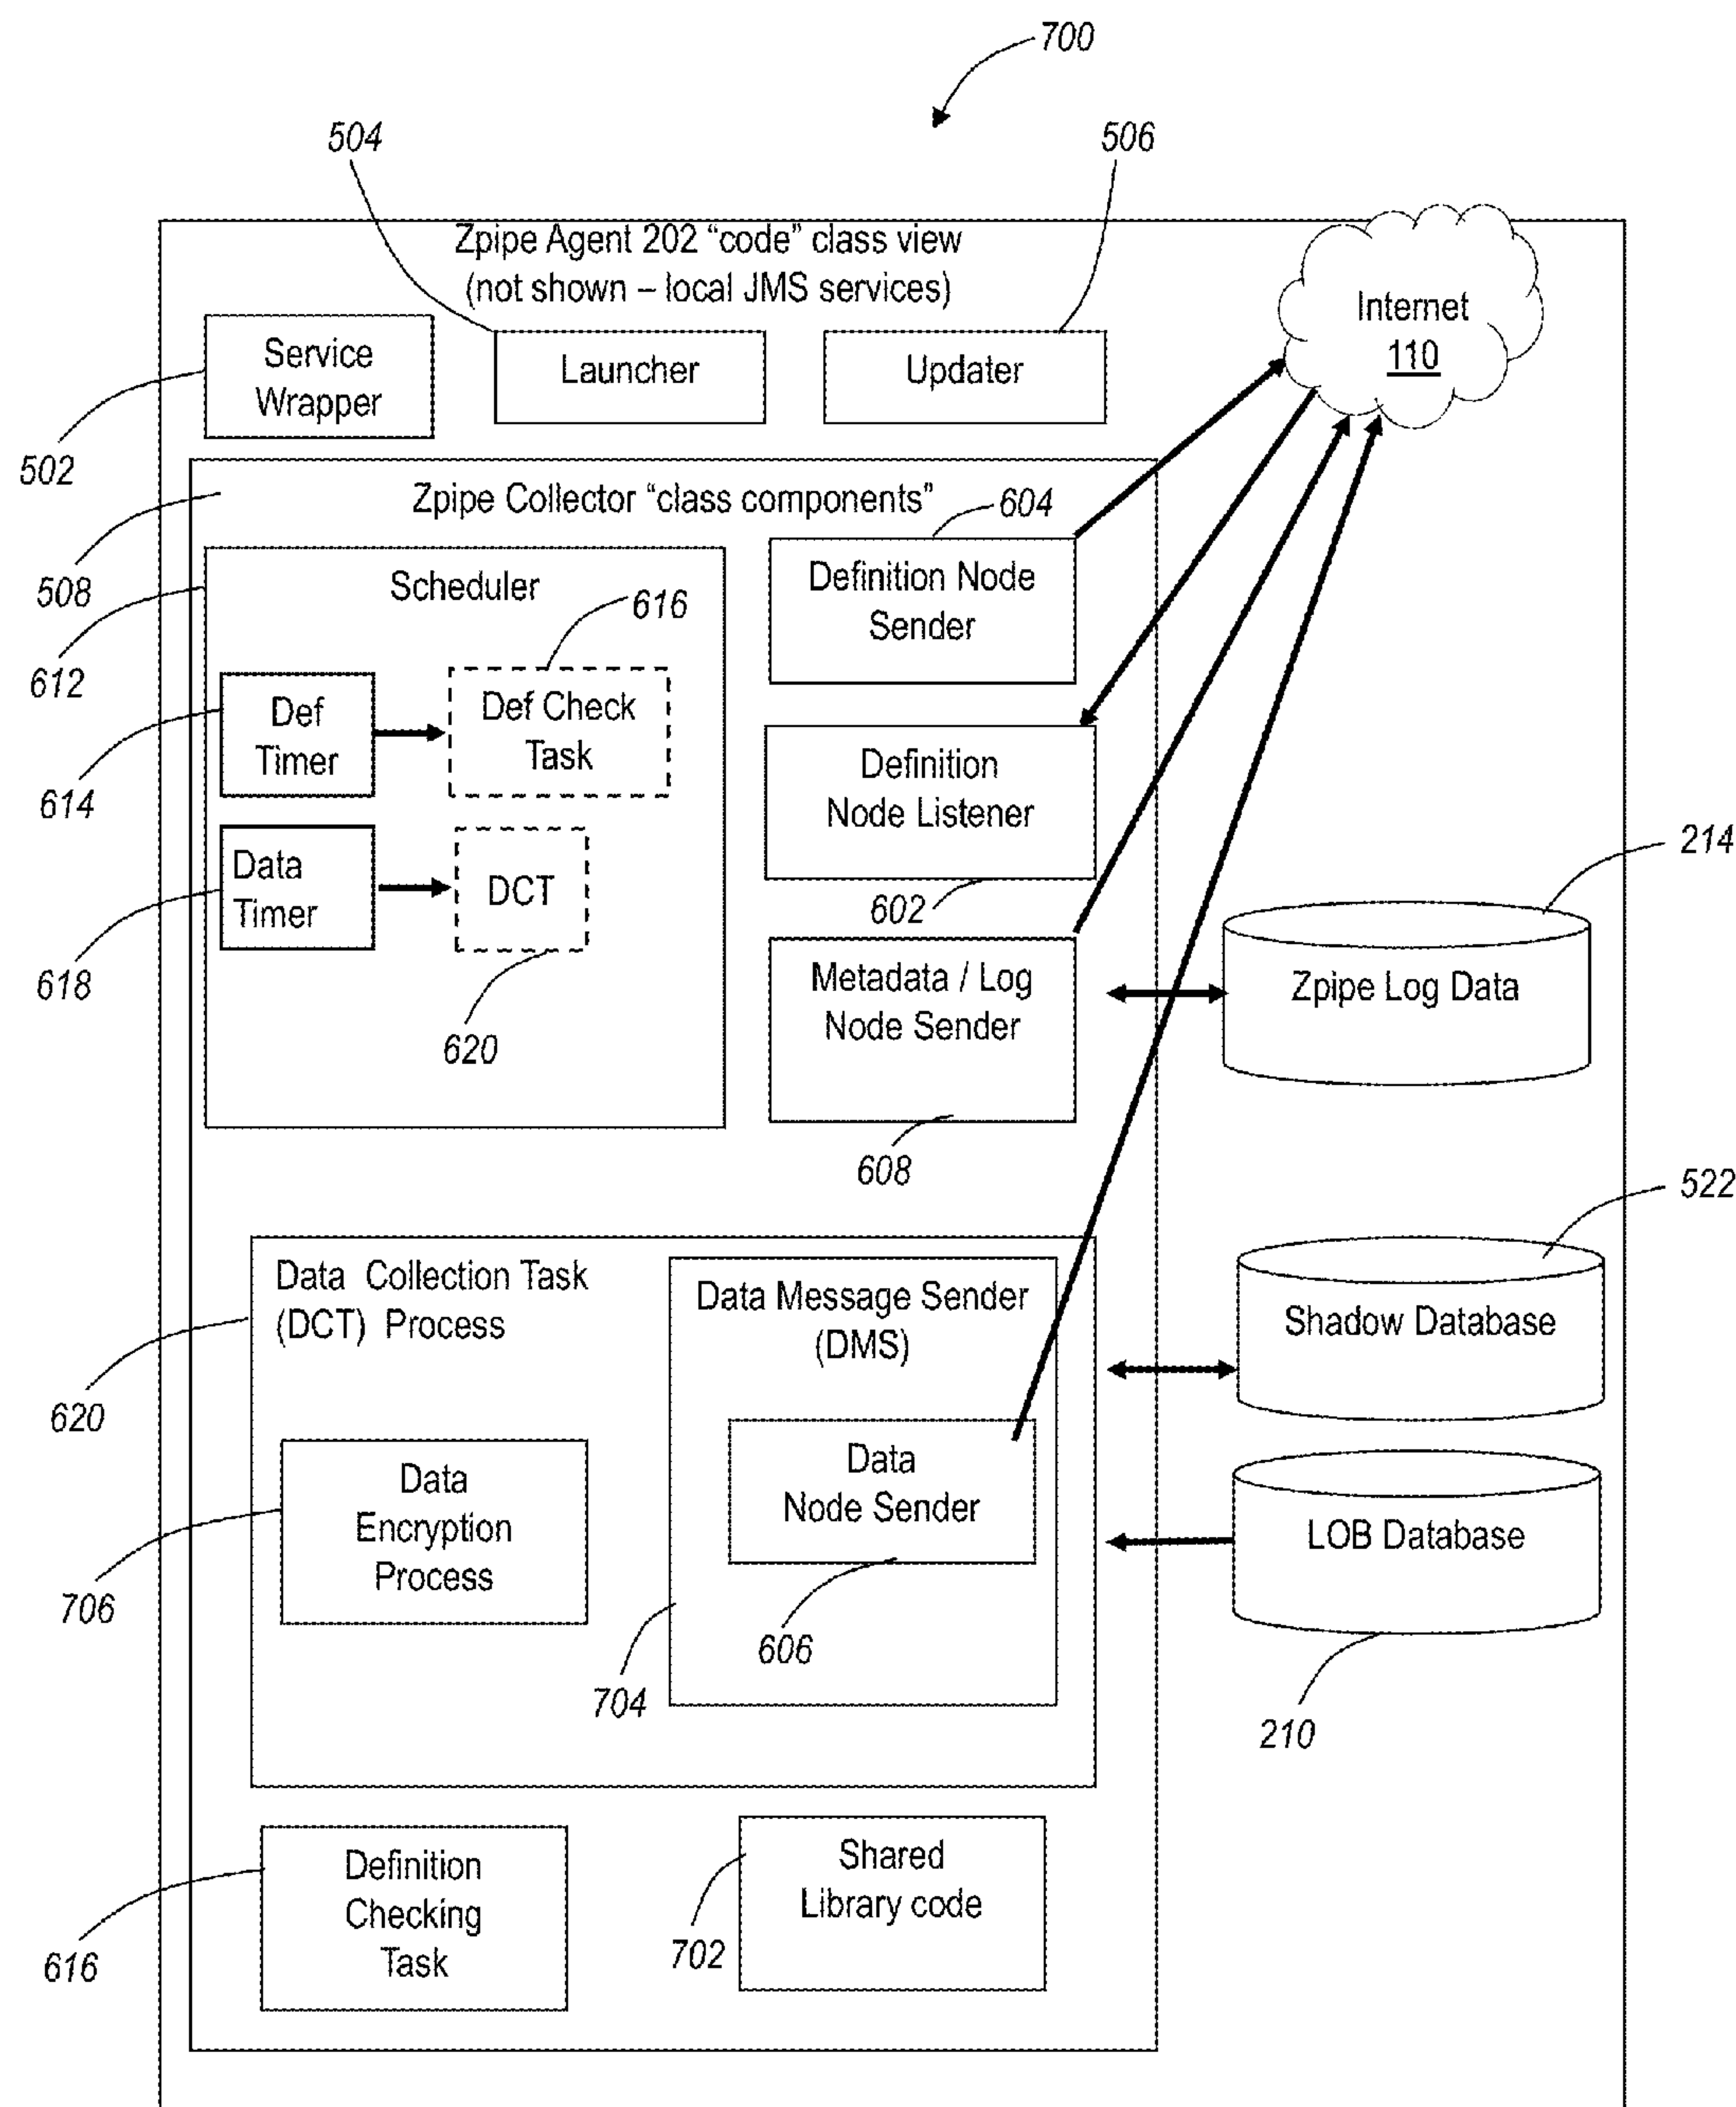 700
504
506
Zpipe Agent 202 “code” class view
(not shown – local JMS services)
Service
Wrapper
Launcher
Updater
Internet
110
502
Zpipe Collector “class components”
604
508
Scheduler
616
Definition Node
Sender
612
Def
Timer
Def Check
Task
614
Definition
Node Listener
Data
Timer
DCT
214
602
618
620
Metadata / Log
Node Sender
Zpipe Log Data
608
522
Data Collection Task
(DCT) Process
Data Message Sender
(DMS)
Shadow Database
620
Data
Encryption
Process
Data
Node Sender
LOB Database
706
606
704
210
Definition
Checking
Task
Shared
Library code
616
702